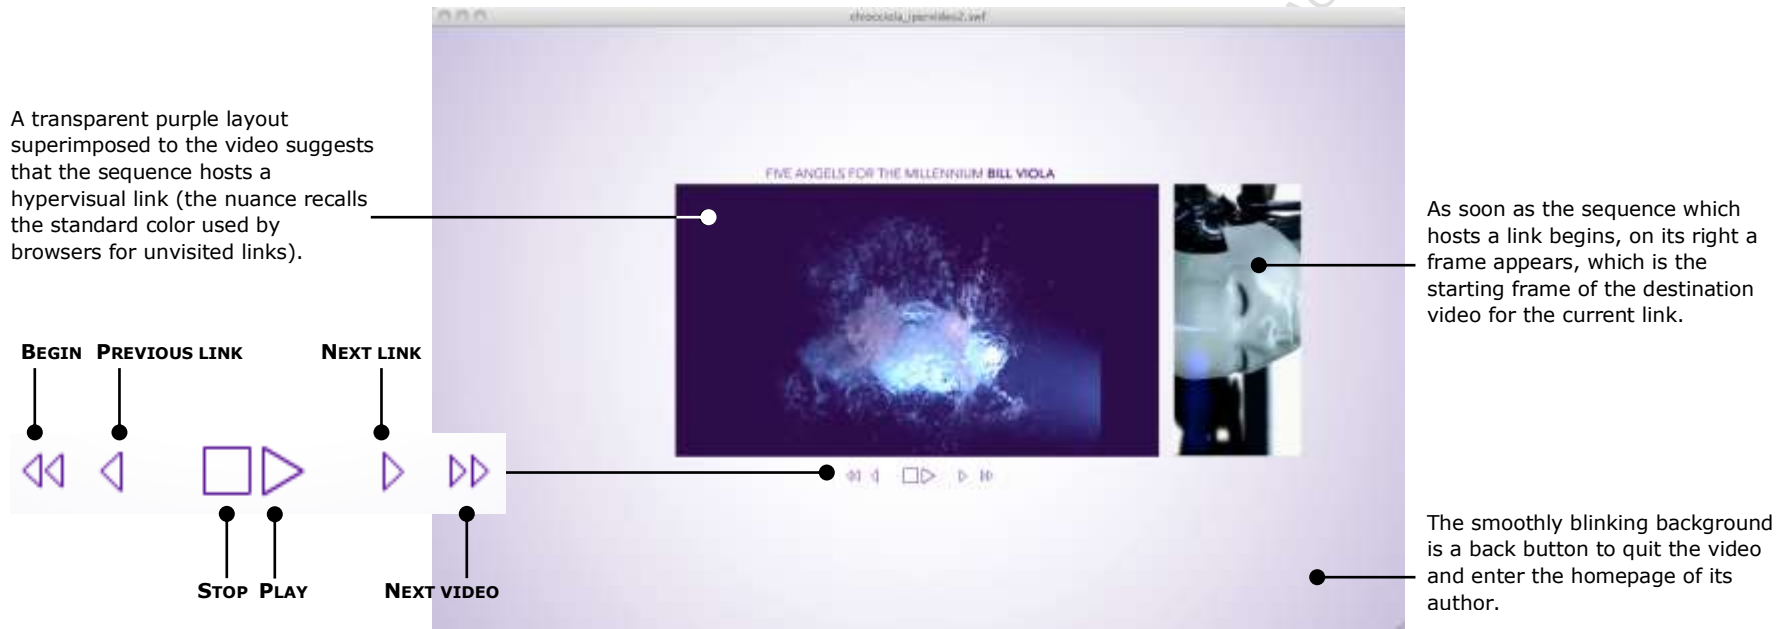 A transparent purple layout
superimposed to the video suggests
that the sequence hosts a
hypervisual link (the nuance recalls
the standard color used by
browsers for unvisited links).
FIVE ANGELS FOR THE MILLENNIUM BILL VIOLA
As soon as the sequence which
hosts a link begins, on its right a
frame appears, which is the
starting frame of the destination
video for the current link.
BEGIN PREVIOUS LINK NEXT LINK
STOP PLAY NEXT VIDEO
The smoothly blinking background
is a back button to quit the video
and enter the homepage of its
author.